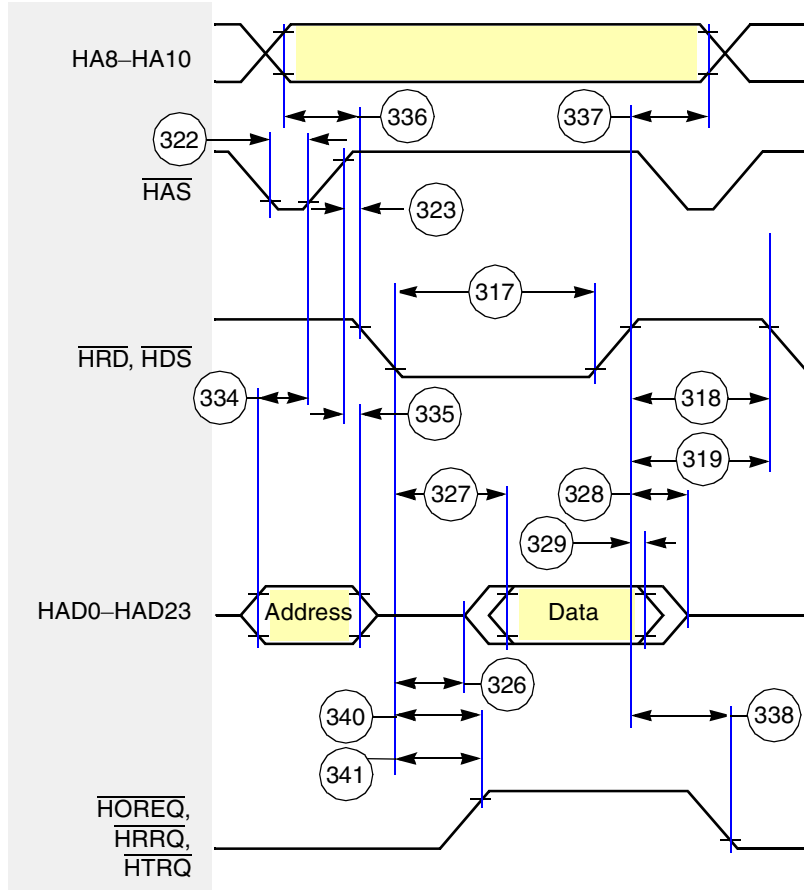 HA8–HA10
336
337
322
HAS
323
317
HRD, HDS
334
335
318
319
327
328
329
HAD0–HAD23
Address
Data
326
340
338
341
HOREQ,
HRRQ,
HTRQ